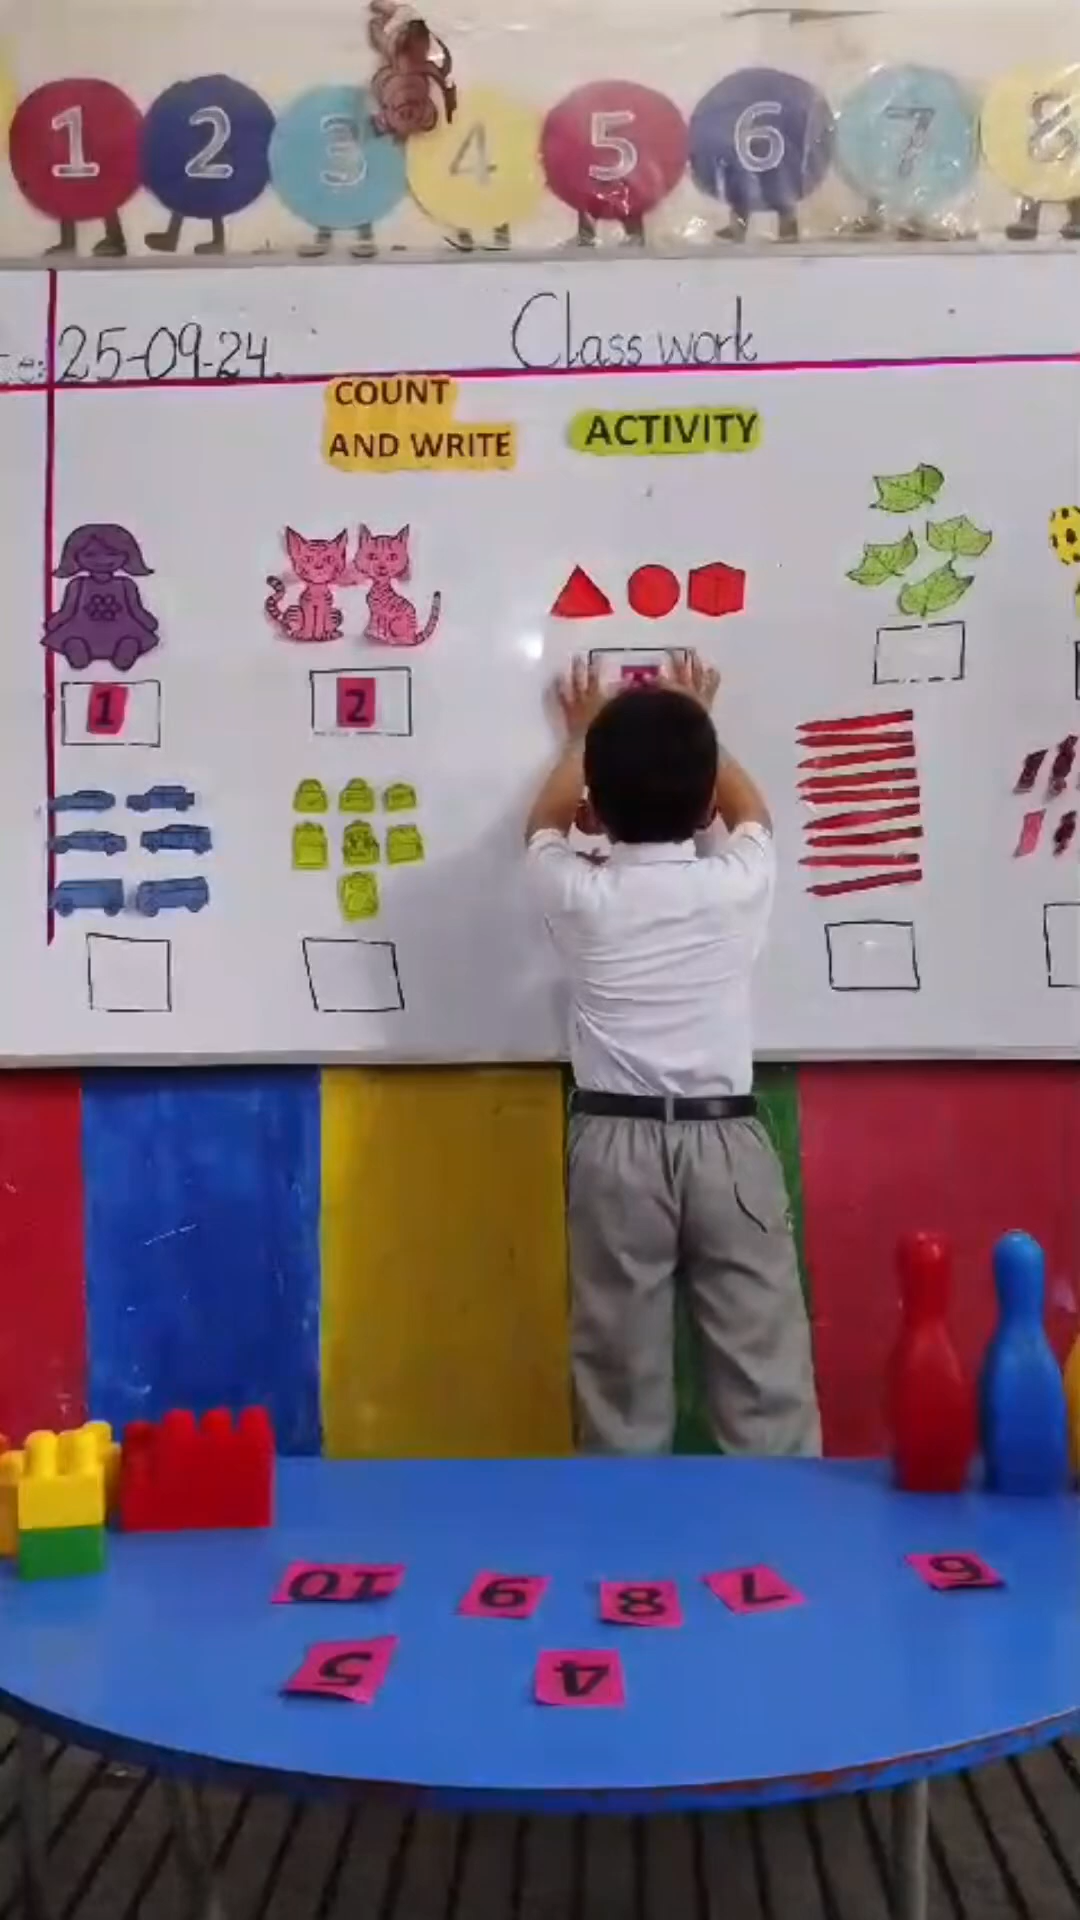 1 2 3 4 5 6 7 8
25-09-24. Class work
COUNT
AND WRITE
ACTIVITY
1 2
10 9 8 7 6
5 4